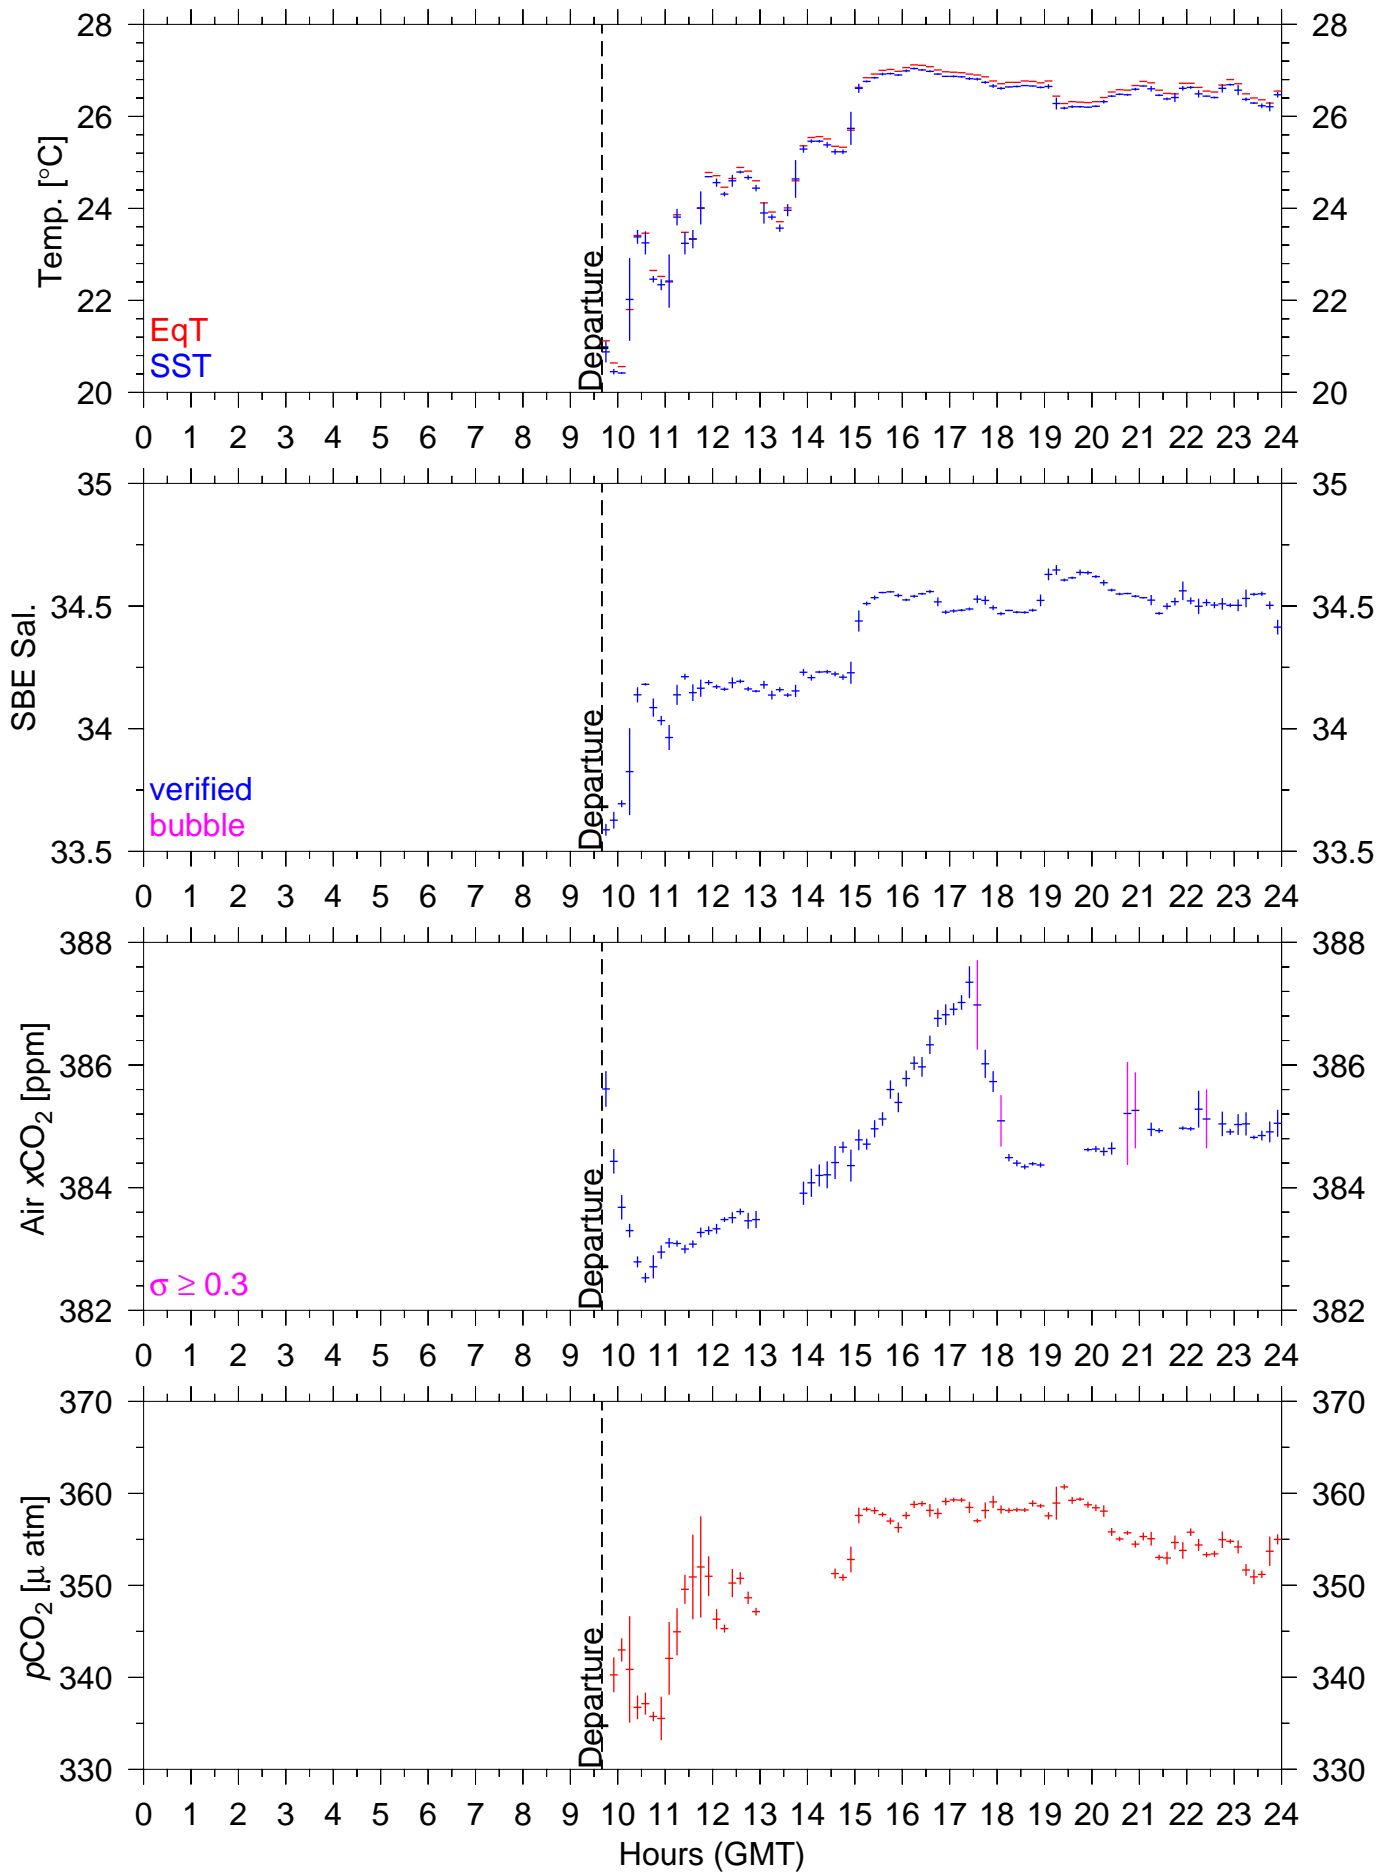 28 28
26 26
24 24
22 22
20 20
Temp. [°C]
EqT
SST
Departure
0 1 2 3 4 5 6 7 8 9 10 11 12 13 14 15 16 17 18 19 20 21 22 23 24
35 35
34.5 34.5
34 34
33.5 33.5
SBE Sal.
verified
bubble
Departure
0 1 2 3 4 5 6 7 8 9 10 11 12 13 14 15 16 17 18 19 20 21 22 23 24
388 388
386 386
384 384
382 382
Air xCO₂ [ppm]
σ ≥ 0.3
Departure
0 1 2 3 4 5 6 7 8 9 10 11 12 13 14 15 16 17 18 19 20 21 22 23 24
370 370
360 360
350 350
340 340
330 330
pCO₂ [μ atm]
Departure
0 1 2 3 4 5 6 7 8 9 10 11 12 13 14 15 16 17 18 19 20 21 22 23 24
Hours (GMT)